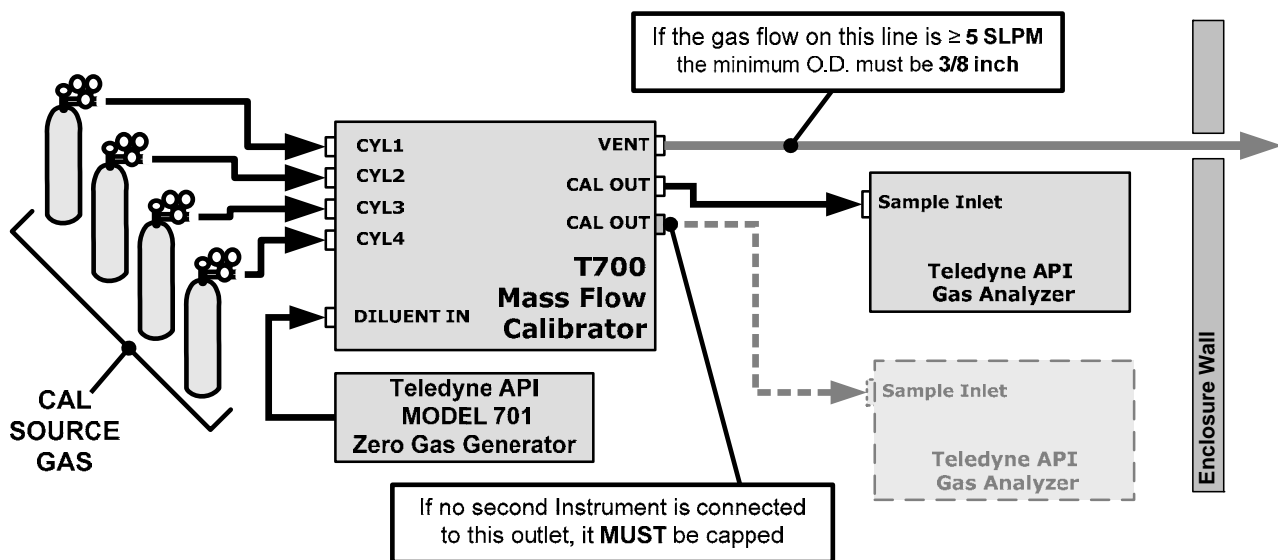 If the gas flow on this line is ≥ 5 SLPM
the minimum O.D. must be 3/8 inch
CYL1
CYL2
CYL3
CYL4
DILUENT IN
VENT
CAL OUT
CAL OUT
T700
Mass Flow
Calibrator
Sample Inlet
Teledyne API
Gas Analyzer
Sample Inlet
Teledyne API
Gas Analyzer
Enclosure Wall
CAL
SOURCE
GAS
Teledyne API
MODEL 701
Zero Gas Generator
If no second Instrument is connected
to this outlet, it MUST be capped